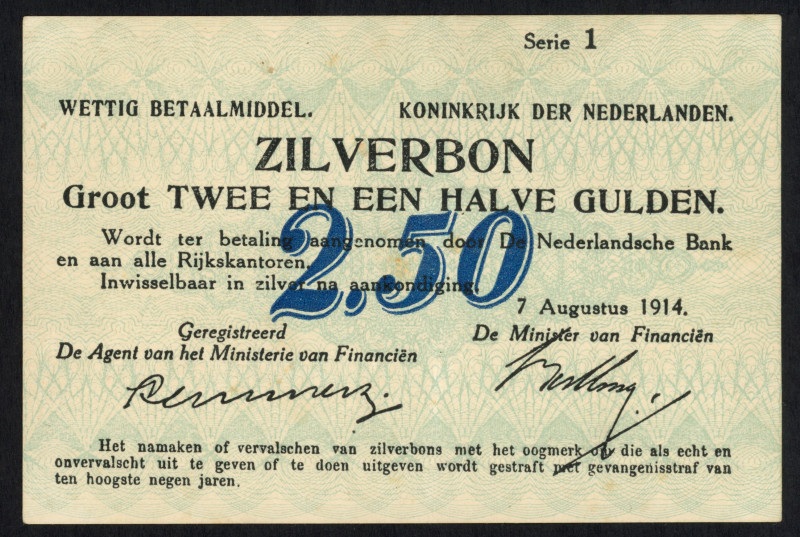 Serie 1
WETTIG BETAALMIDDEL. KONINKRIJK DER NEDERLANDEN.
ZILVERBON
Groot TWEE EN EEN HALVE GULDEN.
2.50
Wordt ter betaling aangenomen door De Nederlandsche Bank
en aan alle Rijkskantoren.
Inwisselbaar in zilver na aankondiging.
7 Augustus 1914.
Geregistreerd
De Agent van het Ministerie van Financiën
De Minister van Financiën
Het namaken of vervalschen van zilverbons met het oogmerk om die als echt en
onvervalscht uit te geven of te doen uitgeven wordt gestraft met gevangenisstraf van
ten hoogste negen jaren.